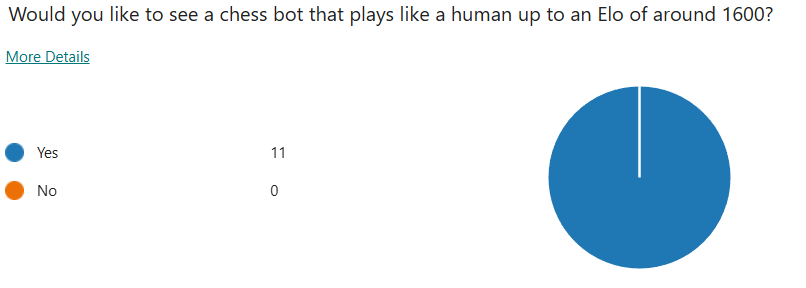 Would you like to see a chess bot that plays like a human up to an Elo of around 1600?
More Details
Yes 11
No 0